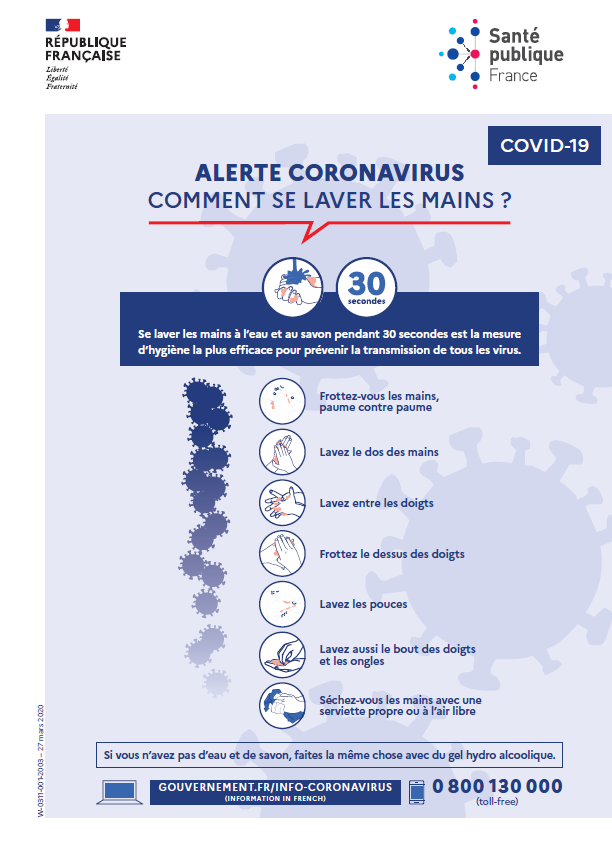 RÉPUBLIQUE
FRANÇAISE
Liberté
Égalité
Fraternité
Santé
publique
France
COVID-19
ALERTE CORONAVIRUS
COMMENT SE LAVER LES MAINS ?
30
secondes
Se laver les mains à l'eau et au savon pendant 30 secondes est la mesure
d'hygiène la plus efficace pour prévenir la transmission de tous les virus.
Frottez-vous les mains,
paume contre paume
Lavez le dos des mains
Lavez entre les doigts
Frottez le dessus des doigts
Lavez les pouces
Lavez aussi le bout des doigts
et les ongles
Séchez-vous les mains avec une
serviette propre ou à l'air libre
Si vous n'avez pas d'eau et de savon, faites la même chose avec du gel hydro alcoolique.
GOUVERNEMENT.FR/INFO-CORONAVIRUS
(INFORMATION IN FRENCH)
0 800 130 000
(toll-free)
W-0311-001-2003 – 27 mars 2020